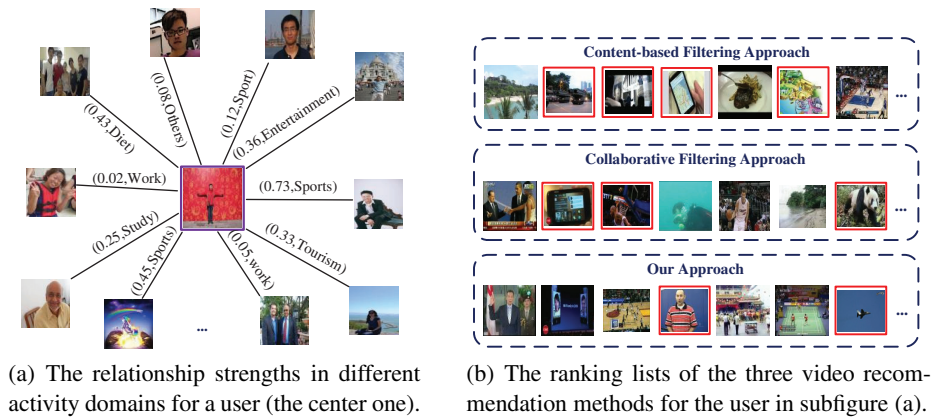 (0.43,Diet)
(0.08,Others)
(0.12,Sport)
(0.36,Entertainment)
(0.02,Work)
(0.73,Sports)
(0.25,Study)
(0.45,Sports)
(0.05,work)
(0.33,Tourism)
...
(a) The relationship strengths in different
activity domains for a user (the center one).
Content-based Filtering Approach
...
Collaborative Filtering Approach
...
Our Approach
...
(b) The ranking lists of the three video recom-
mendation methods for the user in subfigure (a).